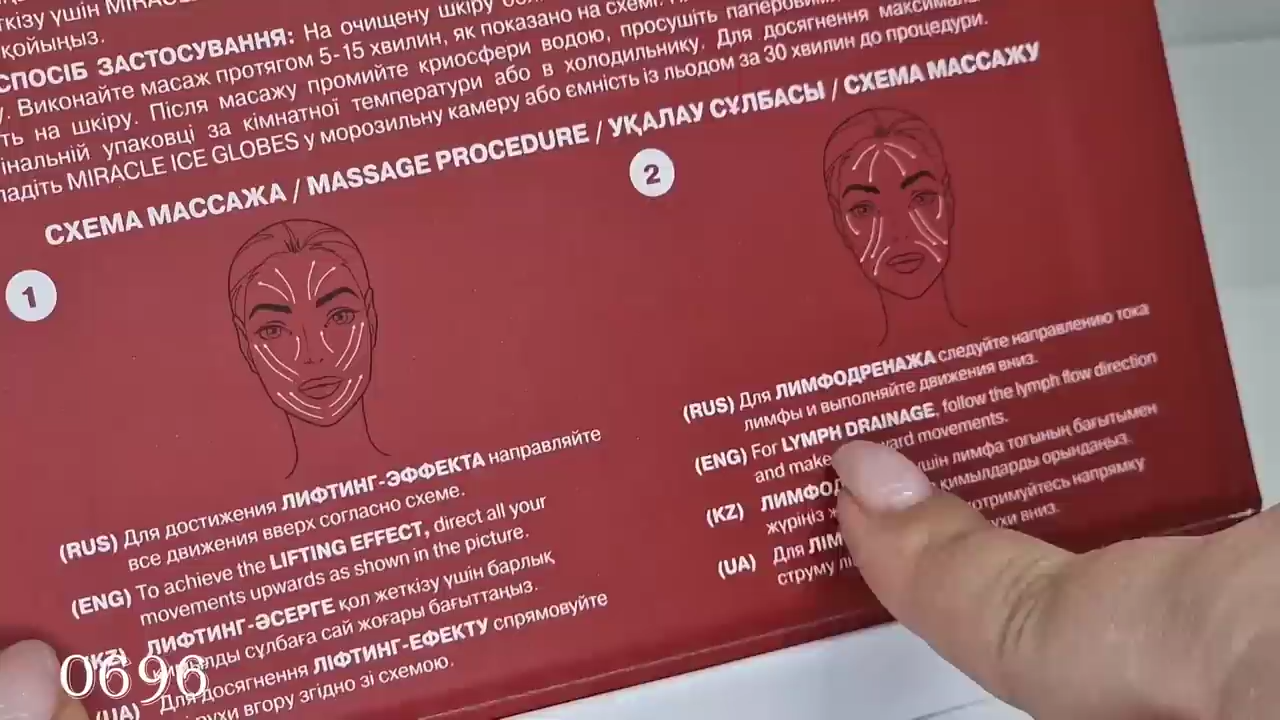 ткізу үшін MIRACLE
қойыңыз.
СПОСІБ ЗАСТОСУВАННЯ: На очищену шкіру
у. Виконайте масаж протягом 5-15 хвилин, як показано на схемі.
ть на шкіру. Після масажу промийте криосфери водою, просушіть
інальній упаковці за кімнатної температури або в холодильнику. Для досягнення
ладіть MIRACLE ICE GLOBES у морозильну камеру або ємність із льодом за 30 хвилин до процедури.
СХЕМА МАССАЖА / MASSAGE PROCEDURE / УҚАЛАУ СҰЛБАСЫ / СХЕМА МАССАЖУ
1
(RUS) Для достижения ЛИФТИНГ-ЭФФЕКТА направляйте
все движения вверх согласно схеме.
(ENG) To achieve the LIFTING EFFECT, direct all your
movements upwards as shown in the picture.
(KZ) ЛИФТИНГ-ӘСЕРГЕ қол жеткізу үшін барлық
сұлбаға сай жоғары бағыттаңыз.
(UA) Для досягнення ЛІФТИНГ-ЕФЕКТУ спрямовуйте
рухи вгору згідно зі схемою.
2
(RUS) Для ЛИМФОДРЕНАЖА следуйте направлению тока
лимфы и выполняйте движения вниз.
(ENG) For LYMPH DRAINAGE, follow the lymph flow direction
and make ward movements.
(KZ) ЛИМФОД үшін лимфа тоғының бағытымен
жүріңіз қимылдарды орындаңыз.
(UA) Для ЛІМ отримуйтесь напрямку
струму рухи вниз.
0696